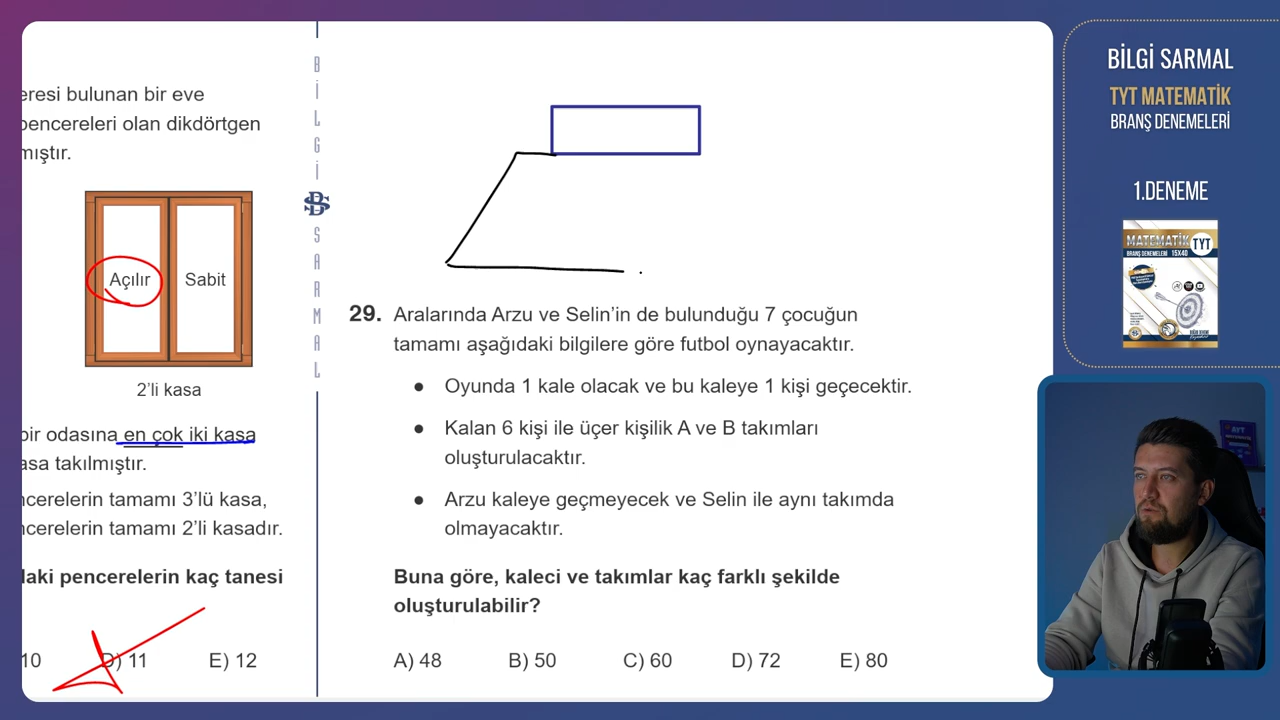 eresi bulunan bir eve
pencereleri olan dikdörtgen
mıştır.
Açılır
Sabit
2'li kasa
bir odasına en çok iki kasa
asa takılmıştır.
ncerelerin tamamı 3'lü kasa,
ncerelerin tamamı 2'li kasadır.
daki pencerelerin kaç tanesi
10 D) 11 E) 12
BİLGİ SARMAL
29. Aralarında Arzu ve Selin'in de bulunduğu 7 çocuğun
tamamı aşağıdaki bilgilere göre futbol oynayacaktır.
● Oyunda 1 kale olacak ve bu kaleye 1 kişi geçecektir.
● Kalan 6 kişi ile üçer kişilik A ve B takımları
oluşturulacaktır.
● Arzu kaleye geçmeyecek ve Selin ile aynı takımda
olmayacaktır.
Buna göre, kaleci ve takımlar kaç farklı şekilde
oluşturulabilir?
A) 48 B) 50 C) 60 D) 72 E) 80
BİLGİ SARMAL
TYT MATEMATİK
BRANŞ DENEMELERİ
1.DENEME
MATEMATİK TYT
BRANŞ DENEMELERİ 15X40